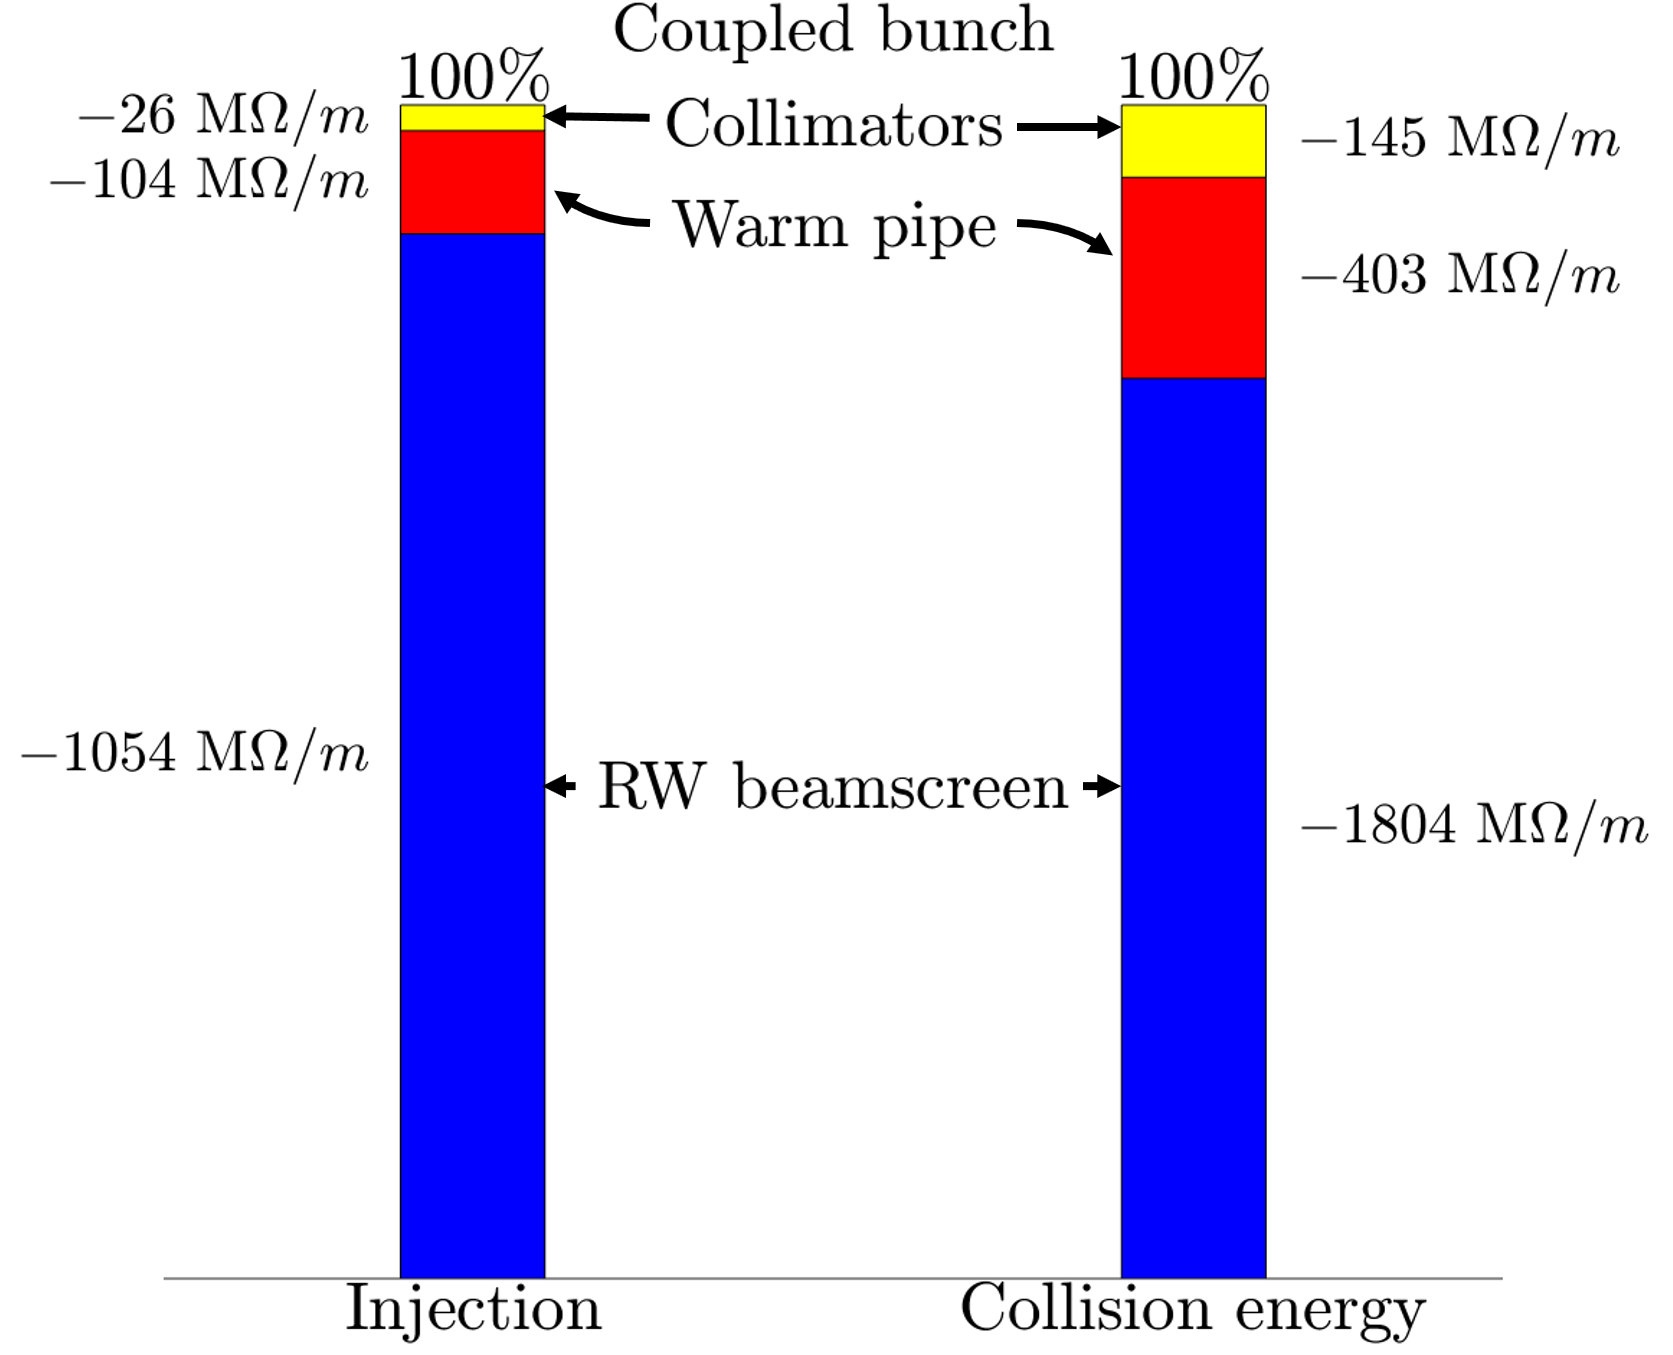 Coupled bunch
100%
100%
−26 MΩ/m
Collimators
−145 MΩ/m
−104 MΩ/m
Warm pipe
−403 MΩ/m
−1054 MΩ/m
RW beamscreen
−1804 MΩ/m
Injection
Collision energy